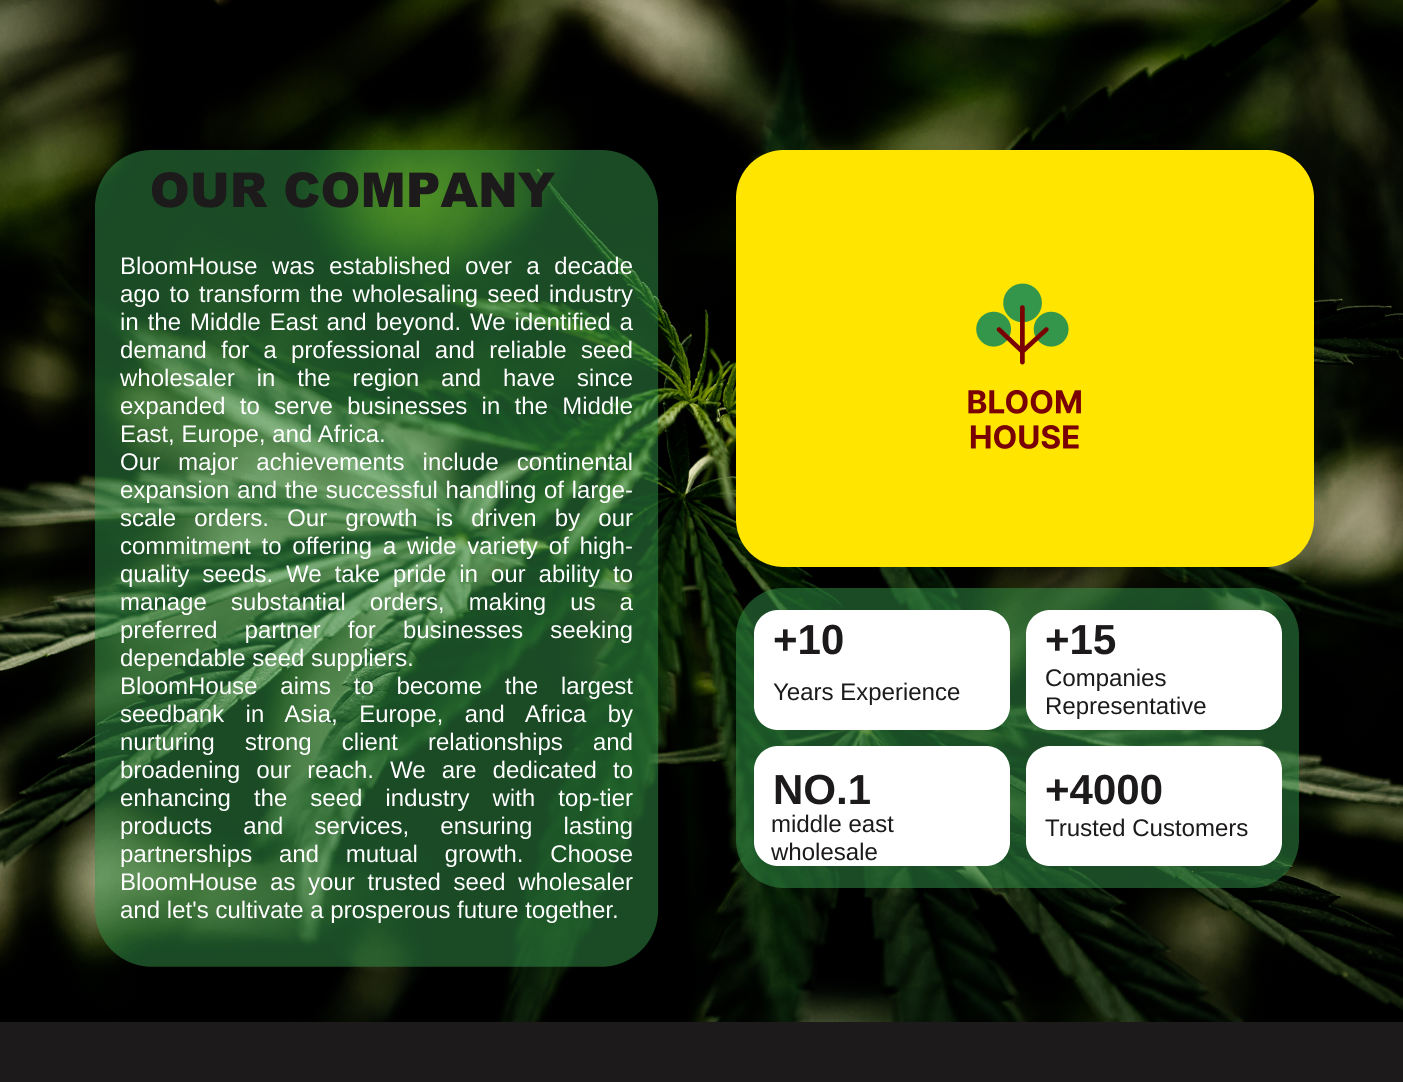 OUR COMPANY
BloomHouse was established over a decade
ago to transform the wholesaling seed industry
in the Middle East and beyond. We identified a
demand for a professional and reliable seed
wholesaler in the region and have since
expanded to serve businesses in the Middle
East, Europe, and Africa.
Our major achievements include continental
expansion and the successful handling of large-
scale orders. Our growth is driven by our
commitment to offering a wide variety of high-
quality seeds. We take pride in our ability to
manage substantial orders, making us a
preferred partner for businesses seeking
dependable seed suppliers.
BloomHouse aims to become the largest
seedbank in Asia, Europe, and Africa by
nurturing strong client relationships and
broadening our reach. We are dedicated to
enhancing the seed industry with top-tier
products and services, ensuring lasting
partnerships and mutual growth. Choose
BloomHouse as your trusted seed wholesaler
and let's cultivate a prosperous future together.
BLOOM
HOUSE
+10
Years Experience
+15
Companies
Representative
NO.1
middle east
wholesale
+4000
Trusted Customers